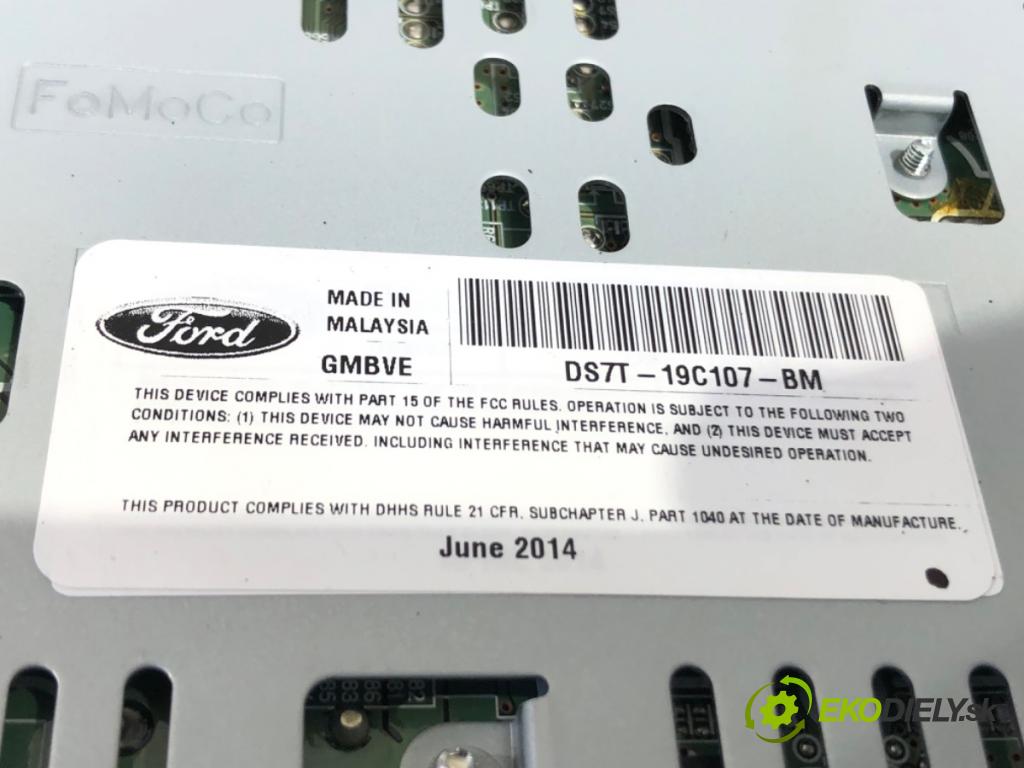 FoMoCo
Ford
MADE IN
MALAYSIA
GMBVE
DS7T-19C107-BM
THIS DEVICE COMPLIES WITH PART 15 OF THE FCC RULES. OPERATION IS SUBJECT TO THE FOLLOWING TWO
CONDITIONS: (1) THIS DEVICE MAY NOT CAUSE HARMFUL INTERFERENCE, AND (2) THIS DEVICE MUST ACCEPT
ANY INTERFERENCE RECEIVED. INCLUDING INTERFERENCE THAT MAY CAUSE UNDESIRED OPERATION.
THIS PRODUCT COMPLIES WITH DHHS RULE 21 CFR, SUBCHAPTER J, PART 1040 AT THE DATE OF MANUFACTURE.
June 2014
EKODIELY.sk